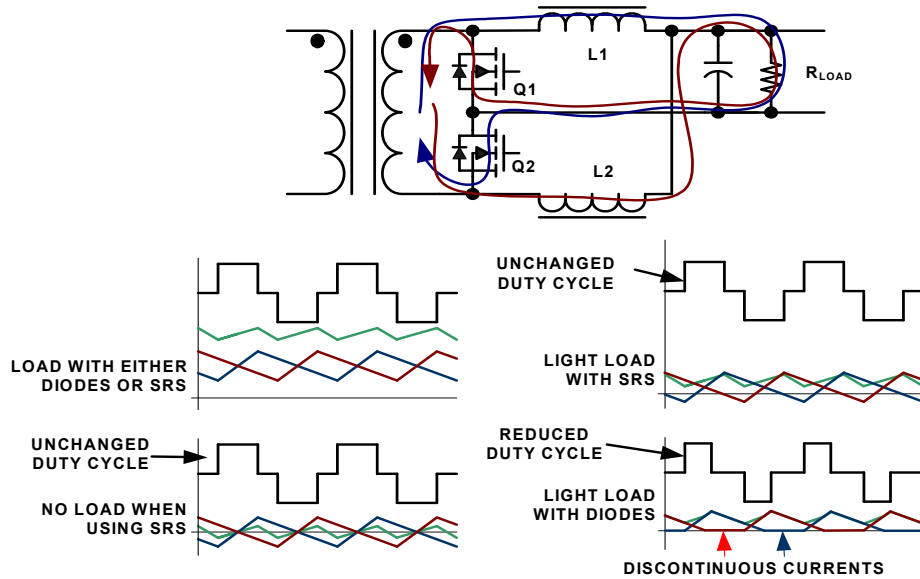 L1
Q1
R_LOAD
Q2
L2
UNCHANGED
DUTY CYCLE
LOAD WITH EITHER
DIODES OR SRS
LIGHT LOAD
WITH SRS
UNCHANGED
DUTY CYCLE
NO LOAD WHEN
USING SRS
REDUCED
DUTY CYCLE
LIGHT LOAD
WITH DIODES
DISCONTINUOUS CURRENTS